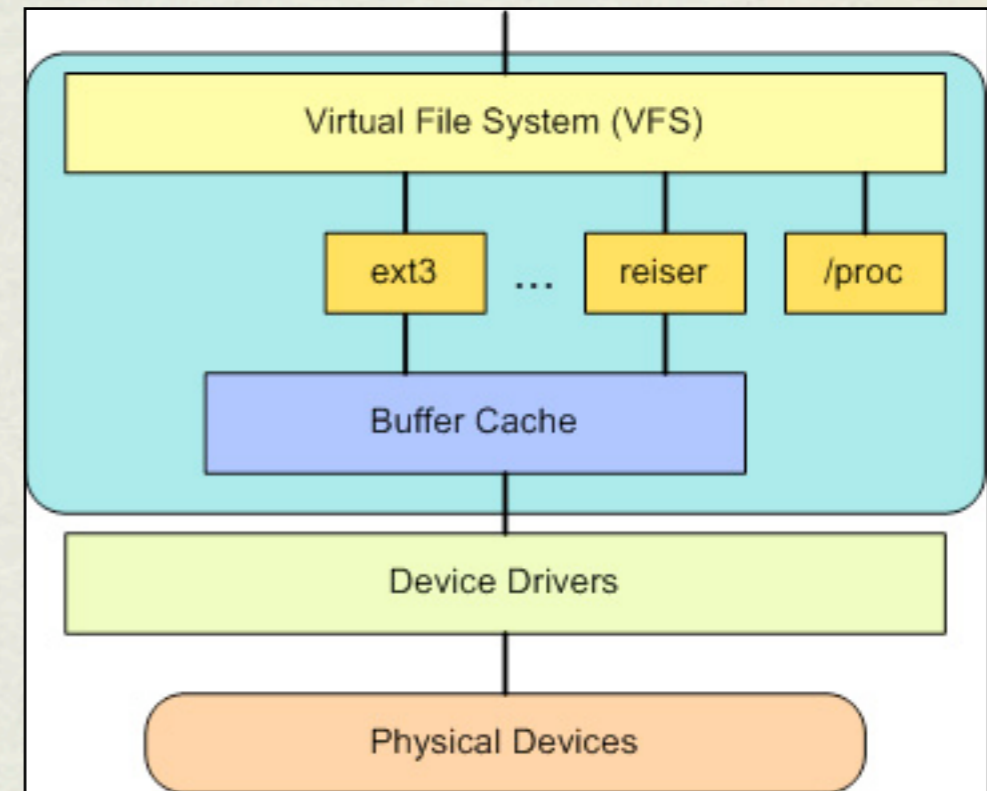 Virtual File System (VFS)
ext3 ... reiser /proc
Buffer Cache
Device Drivers
Physical Devices